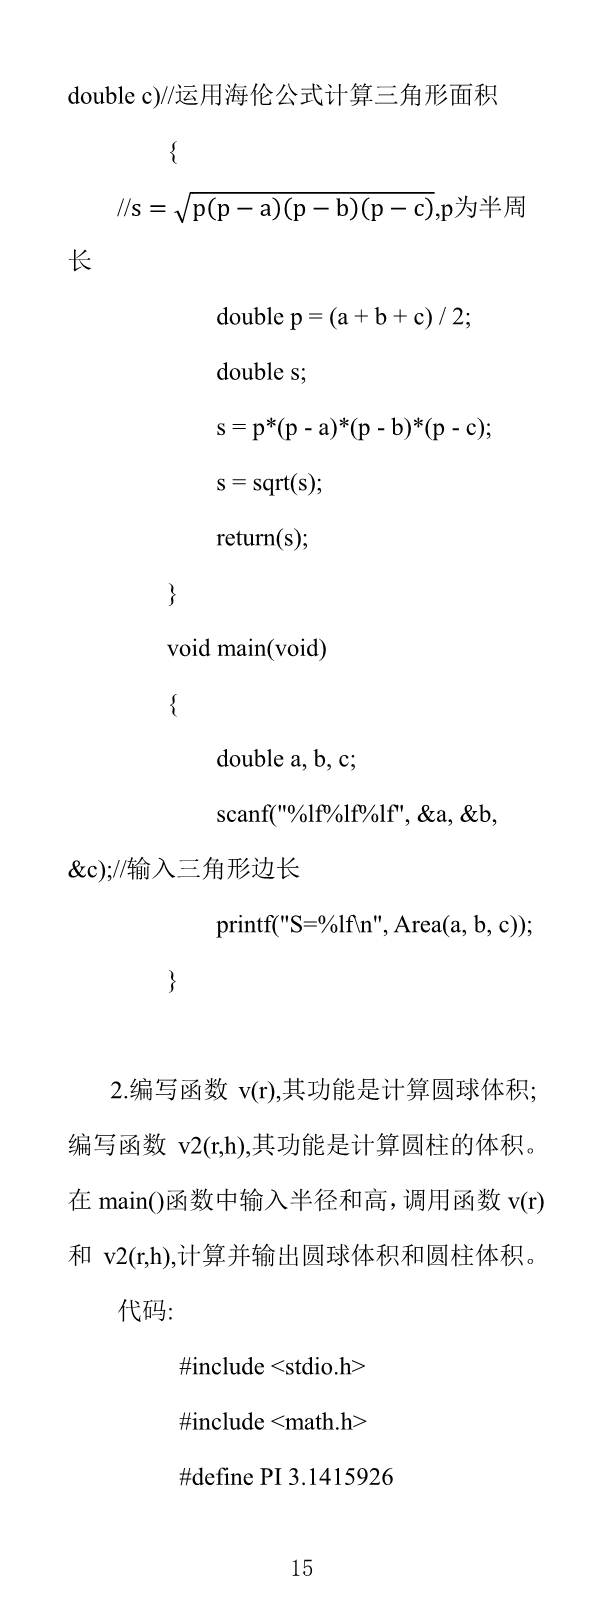 double c)//运用海伦公式计算三角形面积
{
//s = √p(p − a)(p − b)(p − c),p为半周
长
double p = (a + b + c) / 2;
double s;
s = p*(p - a)*(p - b)*(p - c);
s = sqrt(s);
return(s);
}
void main(void)
{
double a, b, c;
scanf("%lf%lf%lf", &a, &b,
&c);//输入三角形边长
printf("S=%lf\n", Area(a, b, c));
}
2.编写函数 v(r),其功能是计算圆球体积;
编写函数 v2(r,h),其功能是计算圆柱的体积。
在 main()函数中输入半径和高,调用函数 v(r)
和 v2(r,h),计算并输出圆球体积和圆柱体积。
代码:
#include <stdio.h>
#include <math.h>
#define PI 3.1415926
15